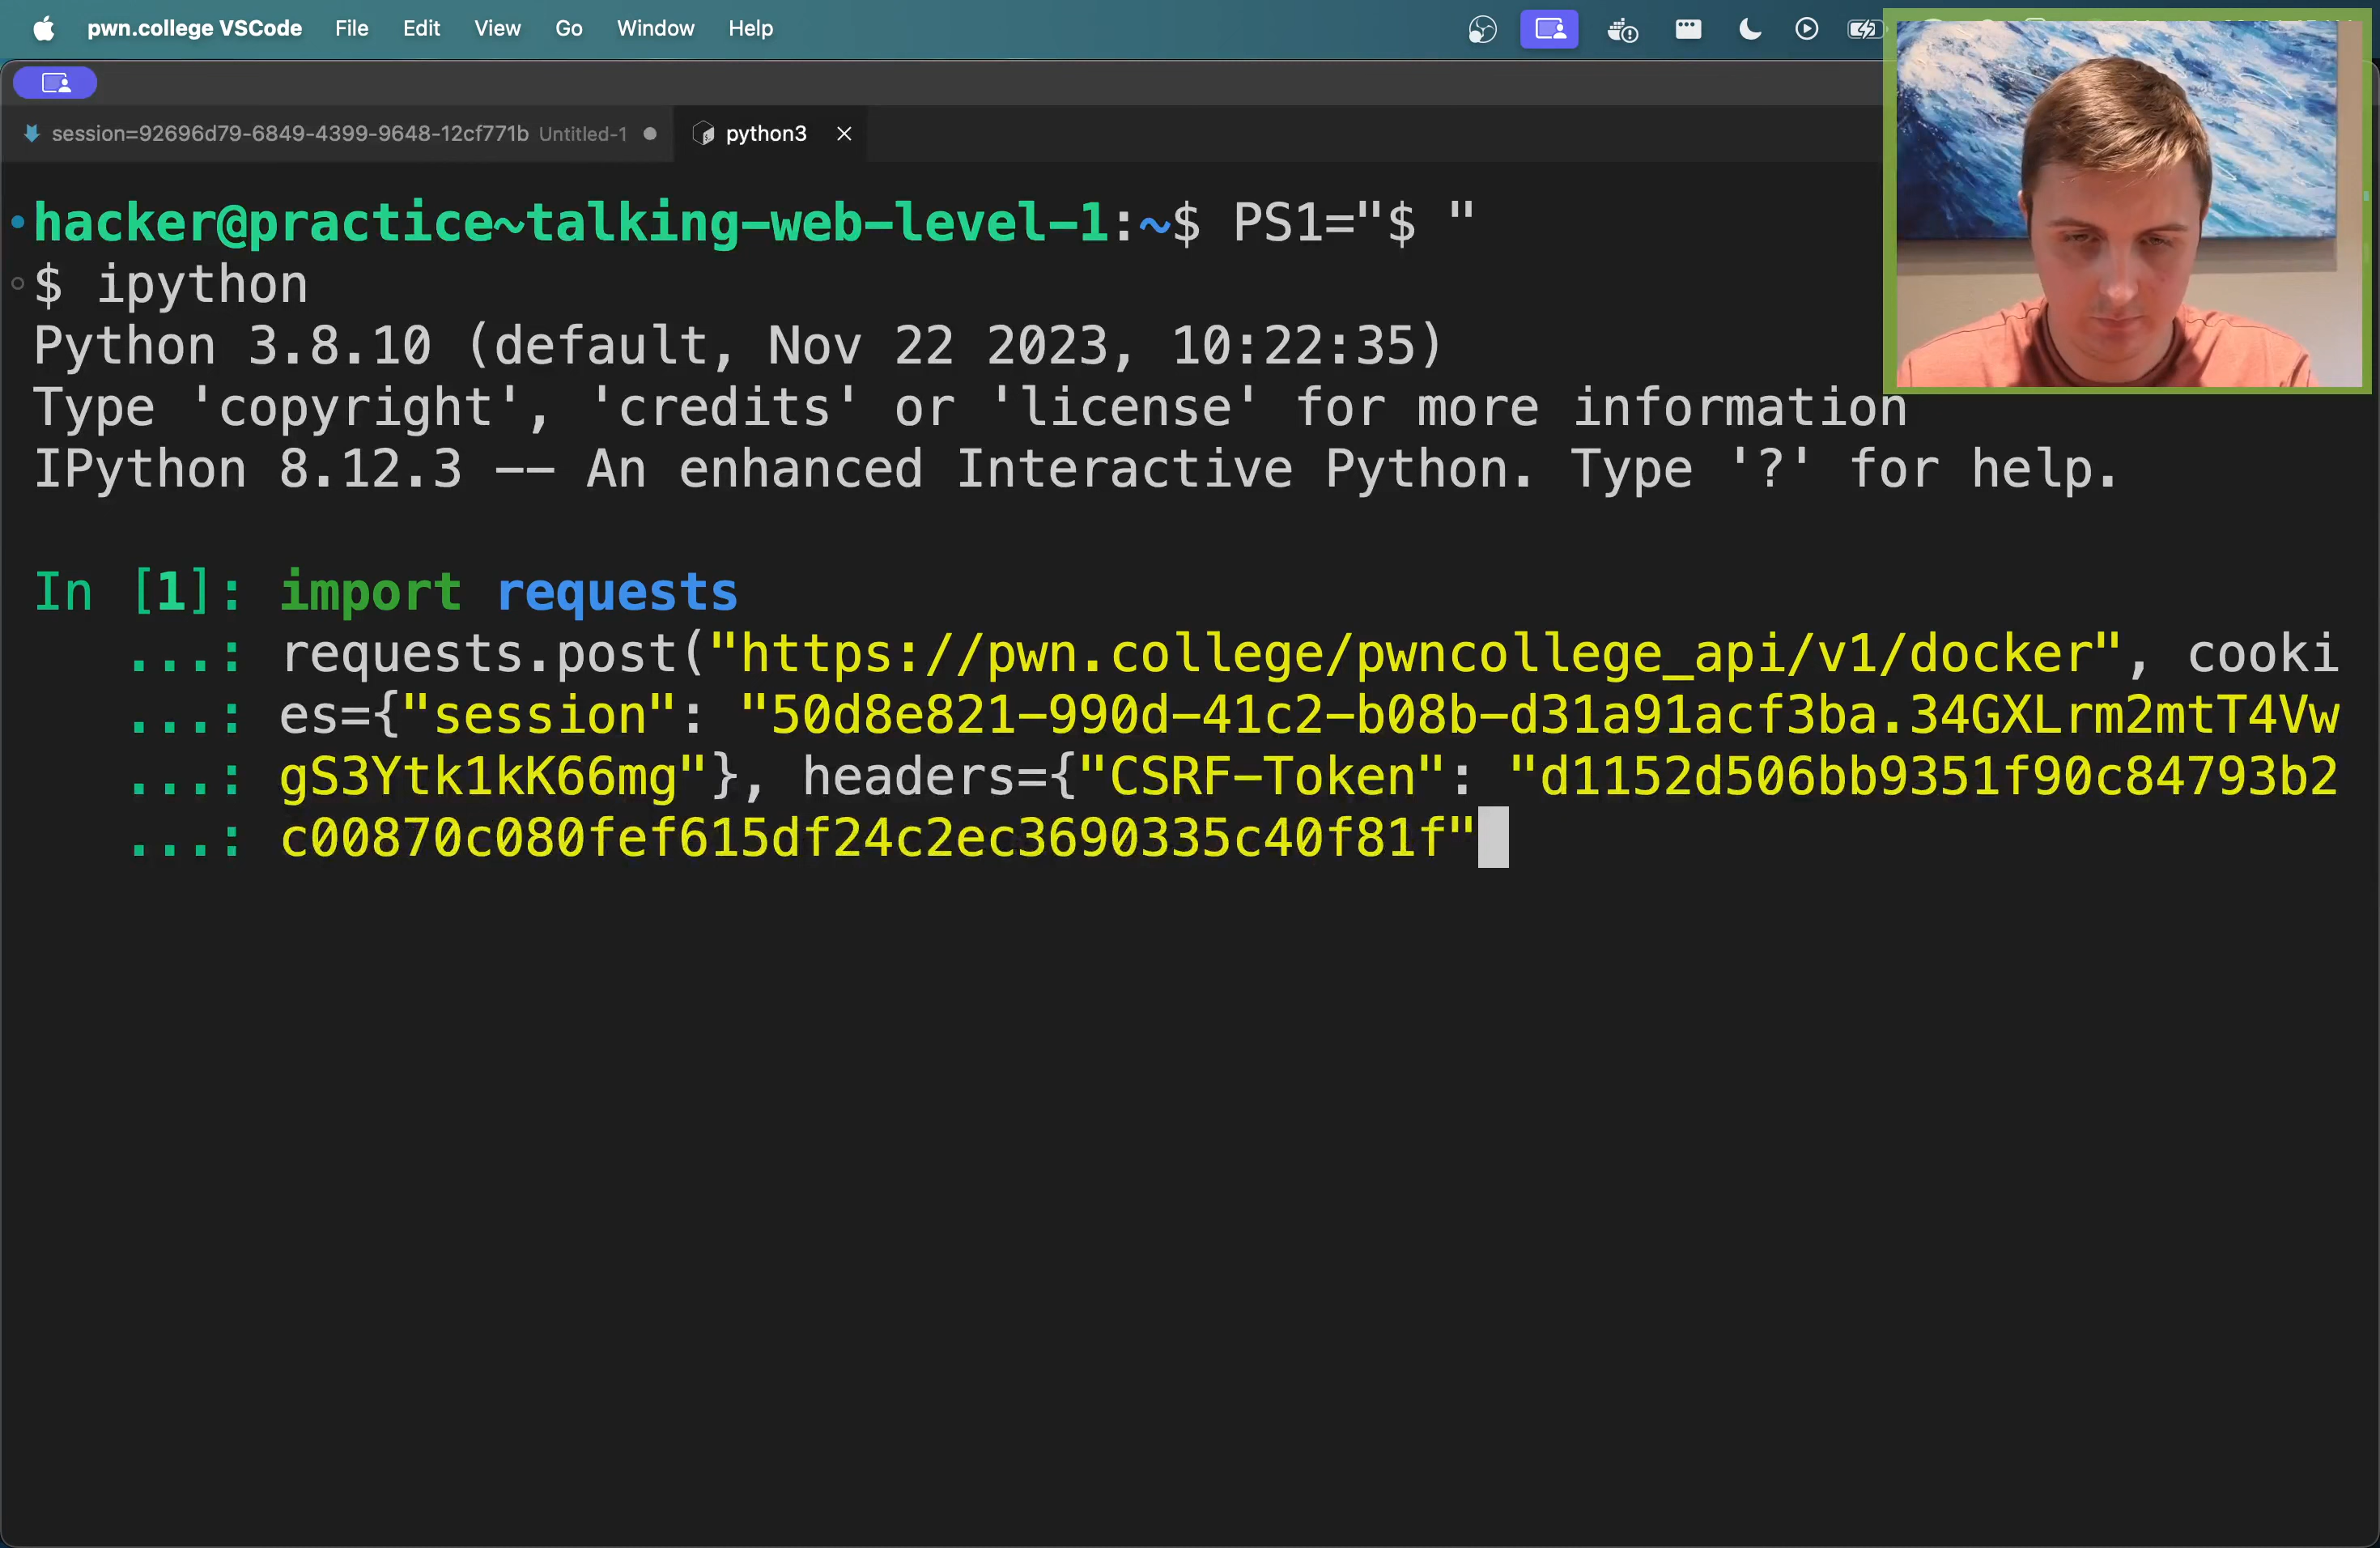 pwn.college VSCode File Edit View Go Window Help
session=92696d79-6849-4399-9648-12cf771b Untitled-1 python3
hacker@practice~talking-web-level-1:~$ PS1="$ "
$ ipython
Python 3.8.10 (default, Nov 22 2023, 10:22:35)
Type 'copyright', 'credits' or 'license' for more information
IPython 8.12.3 -- An enhanced Interactive Python. Type '?' for help.
In [1]: import requests
...: requests.post("https://pwn.college/pwncollege_api/v1/docker", cooki
...: es={"session": "50d8e821-990d-41c2-b08b-d31a91acf3ba.34GXLrm2mtT4Vw
...: gS3Ytk1kK66mg"}, headers={"CSRF-Token": "d1152d506bb9351f90c84793b2
...: c00870c080fef615df24c2ec3690335c40f81f"